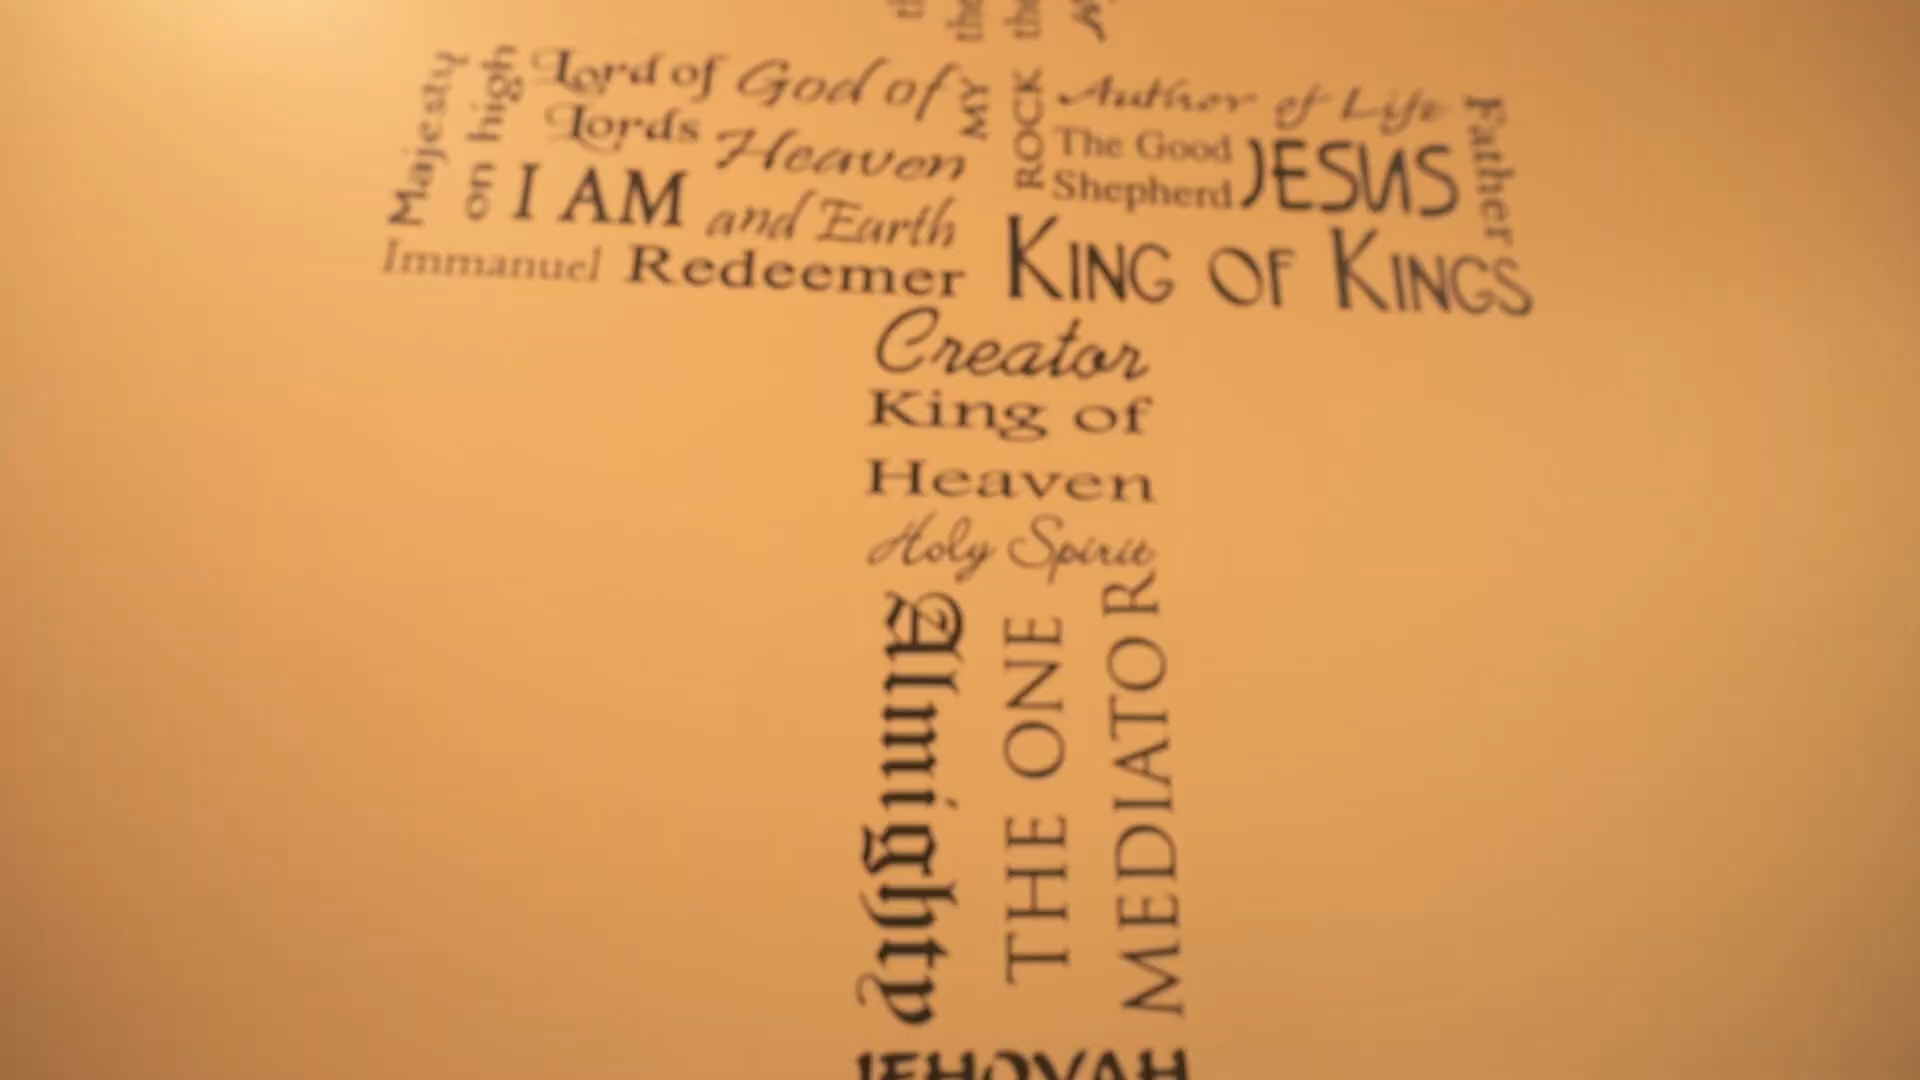 Majesty
on high
Lord of
Lords
God of
Heaven
and Earth
I AM
Immanuel
Redeemer
MY
ROCK
Author of Life
The Good
Shepherd
JESUS
Father
KING OF KINGS
Creator
King of
Heaven
Holy Spirit
Almighty
THE ONE
MEDIATOR
JEHOVAH